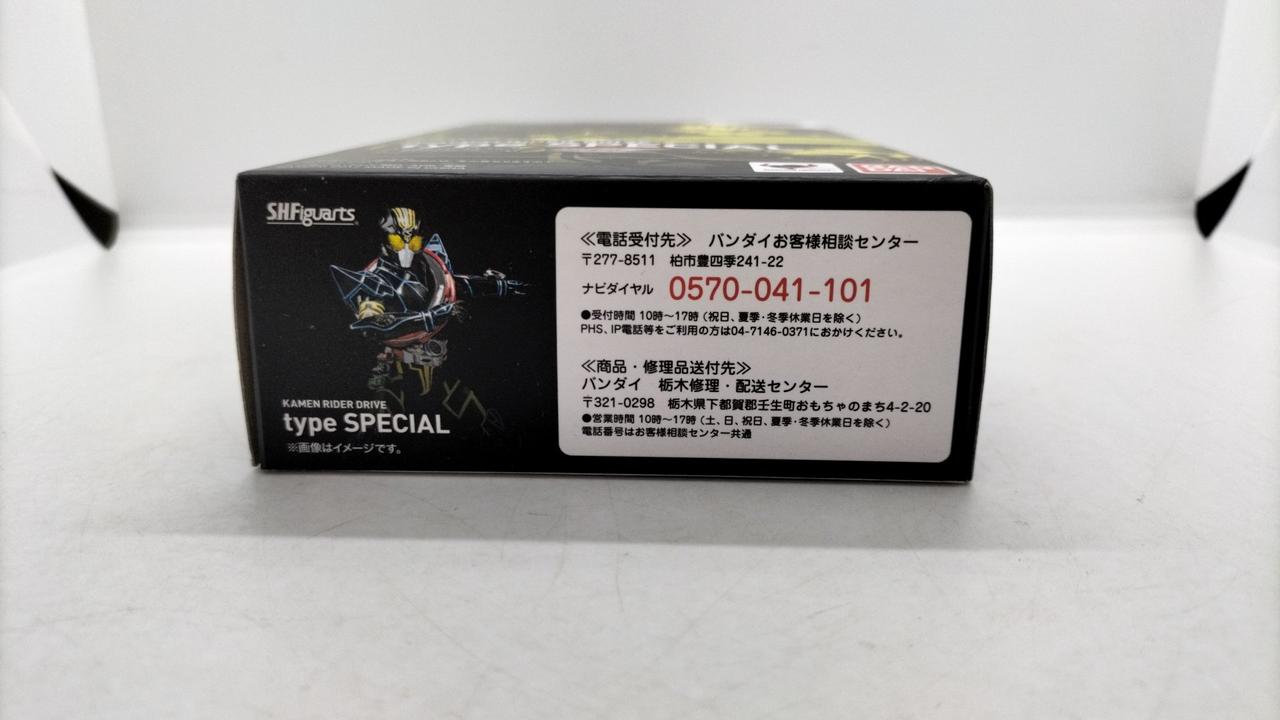 type SPECIAL
BANDAI
S.H.Figuarts
KAMEN RIDER DRIVE
type SPECIAL
※画像はイメージです。
≪電話受付先≫ バンダイお客様相談センター
〒277-8511 柏市豊四季241-22
ナビダイヤル 0570-041-101
●受付時間 10時～17時（祝日、夏季・冬季休業日を除く）
PHS、IP電話等をご利用の方は04-7146-0371におかけください。
≪商品・修理品送付先≫
バンダイ 栃木修理・配送センター
〒321-0298 栃木県下都賀郡壬生町おもちゃのまち4-2-20
●営業時間 10時～17時（土、日、祝日、夏季・冬季休業日を除く）
電話番号はお客様相談センター共通